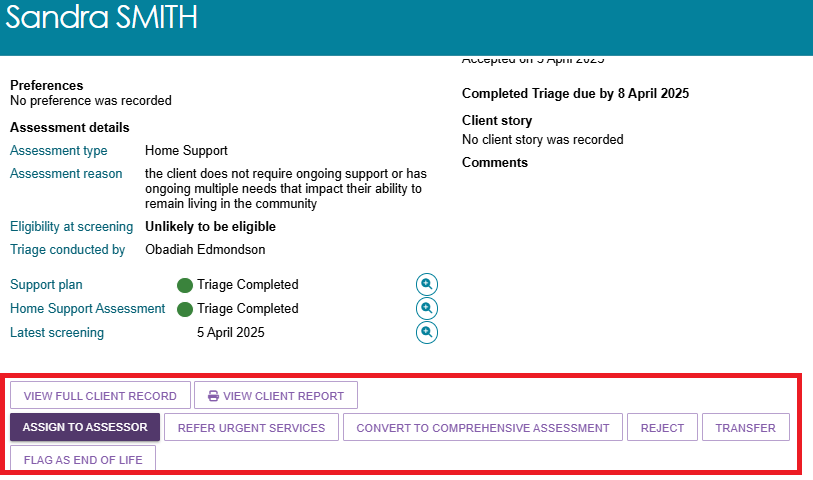 Sandra SMITH
Accepted on 5 April 2025
Preferences
No preference was recorded
Completed Triage due by 8 April 2025
Assessment details
Client story
No client story was recorded
Comments
Assessment type Home Support
Assessment reason the client does not require ongoing support or has
ongoing multiple needs that impact their ability to
remain living in the community
Eligibility at screening Unlikely to be eligible
Triage conducted by Obadiah Edmondson
Support plan Triage Completed
Home Support Assessment Triage Completed
Latest screening 5 April 2025
VIEW FULL CLIENT RECORD VIEW CLIENT REPORT
ASSIGN TO ASSESSOR REFER URGENT SERVICES CONVERT TO COMPREHENSIVE ASSESSMENT REJECT TRANSFER
FLAG AS END OF LIFE